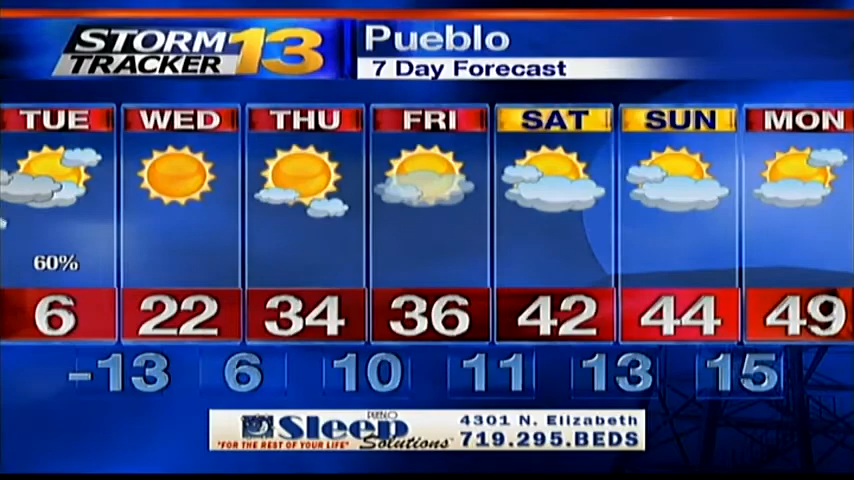 STORM TRACKER 13
Pueblo
7 Day Forecast
TUE WED THU FRI SAT SUN MON
60%
6 22 34 36 42 44 49
-13 6 10 11 13 15
PUEBLO
Sleep
Solutions
"FOR THE REST OF YOUR LIFE"
4301 N. Elizabeth
719.295.BEDS